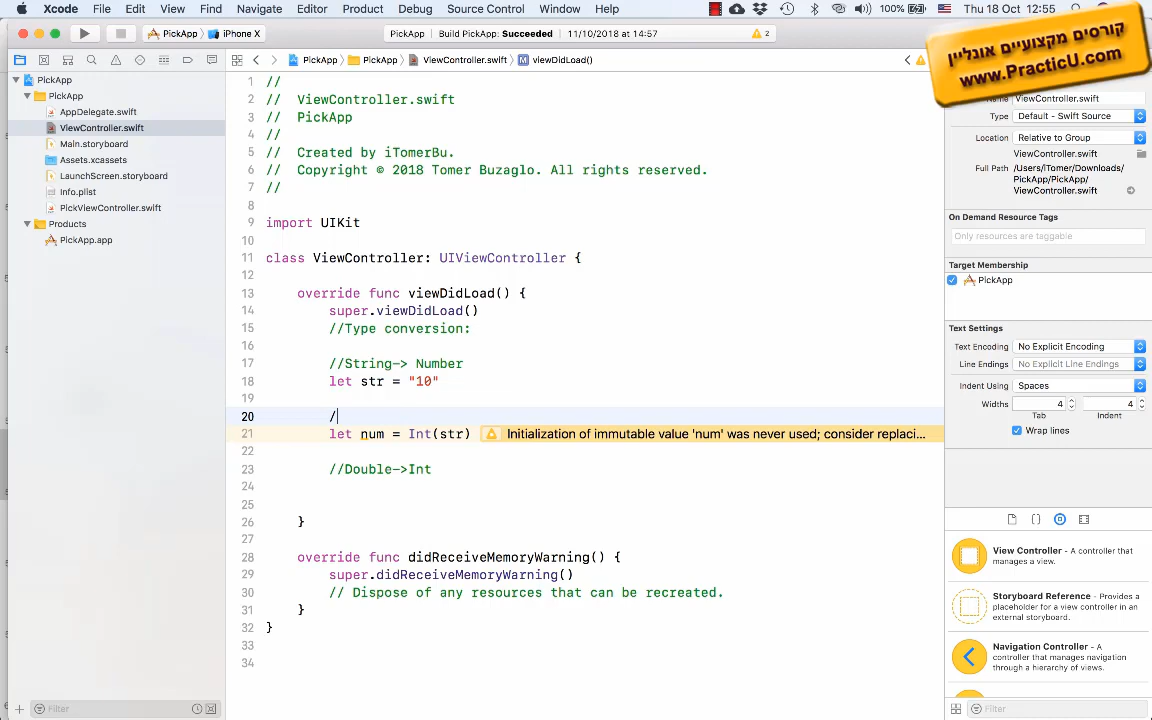 Xcode File Edit View Find Navigate Editor Product Debug Source Control Window Help 100% Thu 18 Oct 12:55
קורסים מקצועיים אונליין
www.PracticU.com
PickApp iPhone X PickApp Build PickApp: Succeeded 11/10/2018 at 14:57 2
PickApp PickApp ViewController.swift viewDidLoad()
PickApp
PickApp
AppDelegate.swift
ViewController.swift
Main.storyboard
Assets.xcassets
LaunchScreen.storyboard
Info.plist
PickViewController.swift
Products
PickApp.app
Filter
1 //
2 // ViewController.swift
3 // PickApp
4 //
5 // Created by iTomerBu.
6 // Copyright © 2018 Tomer Buzaglo. All rights reserved.
7 //
8
9 import UIKit
10
11 class ViewController: UIViewController {
12
13 override func viewDidLoad() {
14 super.viewDidLoad()
15 //Type conversion:
16
17 //String-> Number
18 let str = "10"
19
20 /
21 let num = Int(str) Initialization of immutable value 'num' was never used; consider replaci...
22
23 //Double->Int
24
25
26 }
27
28 override func didReceiveMemoryWarning() {
29 super.didReceiveMemoryWarning()
30 // Dispose of any resources that can be recreated.
31 }
32 }
33
34
Name ViewController.swift
Type Default - Swift Source
Location Relative to Group
ViewController.swift
Full Path /Users/iTomer/Downloads/
PickApp/PickApp/
ViewController.swift
On Demand Resource Tags
Only resources are taggable
Target Membership
PickApp
Text Settings
Text Encoding No Explicit Encoding
Line Endings No Explicit Line Endings
Indent Using Spaces
Widths 4 4
Tab Indent
Wrap lines
View Controller - A controller that
manages a view.
Storyboard Reference - Provides a
placeholder for a view controller in an
external storyboard.
Navigation Controller - A
controller that manages navigation
through a hierarchy of views.
Filter